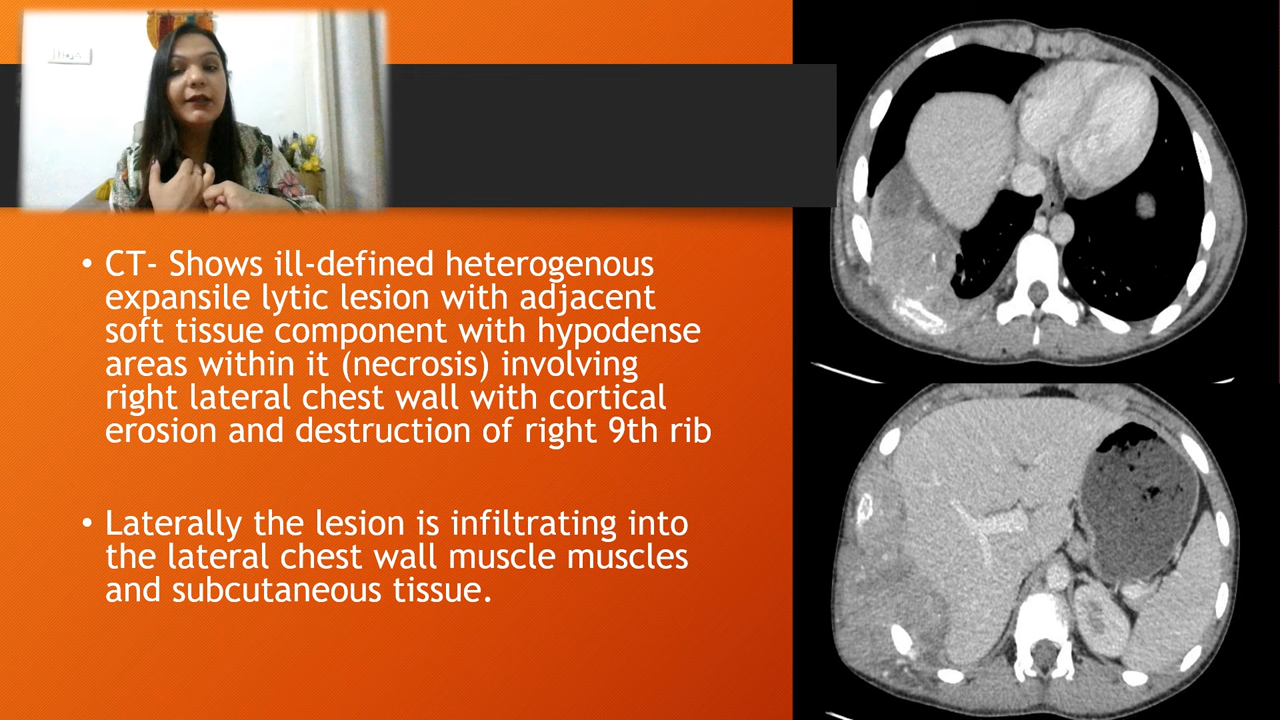 • CT- Shows ill-defined heterogenous
expansile lytic lesion with adjacent
soft tissue component with hypodense
areas within it (necrosis) involving
right lateral chest wall with cortical
erosion and destruction of right 9th rib
• Laterally the lesion is infiltrating into
the lateral chest wall muscle muscles
and subcutaneous tissue.